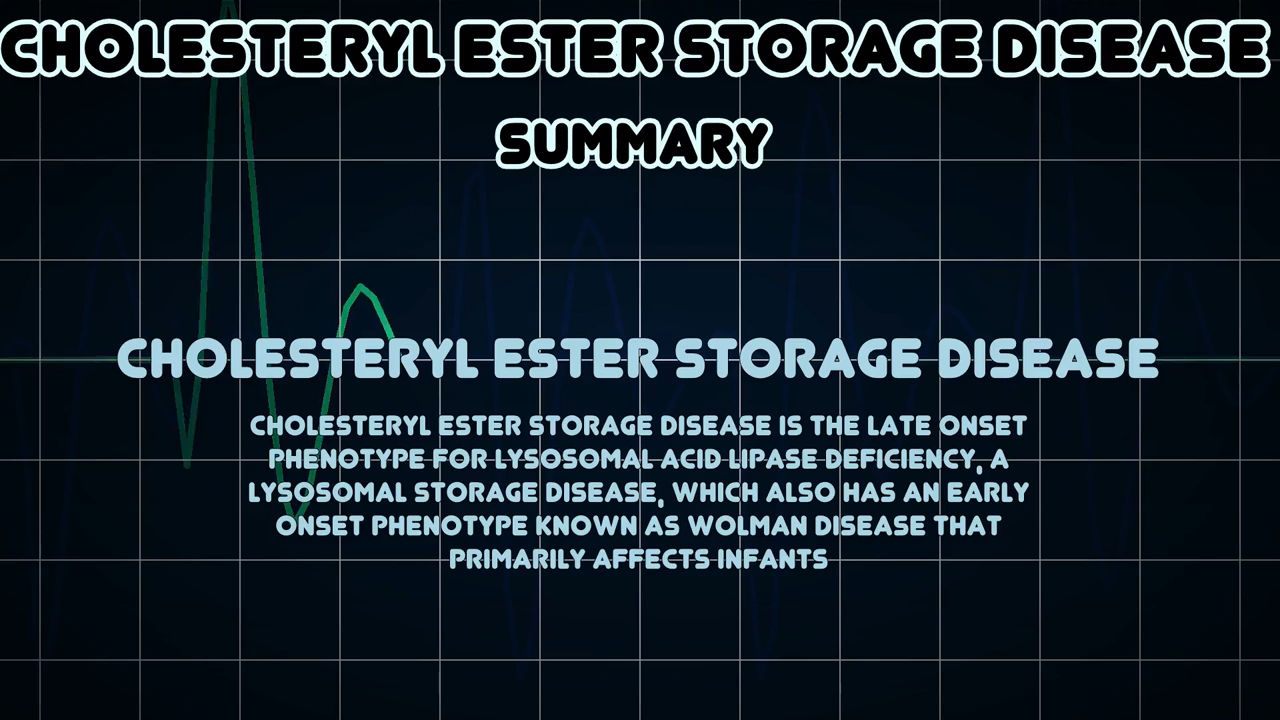 CHOLESTERYL ESTER STORAGE DISEASE
SUMMARY
CHOLESTERYL ESTER STORAGE DISEASE
CHOLESTERYL ESTER STORAGE DISEASE IS THE LATE ONSET
PHENOTYPE FOR LYSOSOMAL ACID LIPASE DEFICIENCY, A
LYSOSOMAL STORAGE DISEASE, WHICH ALSO HAS AN EARLY
ONSET PHENOTYPE KNOWN AS WOLMAN DISEASE THAT
PRIMARILY AFFECTS INFANTS